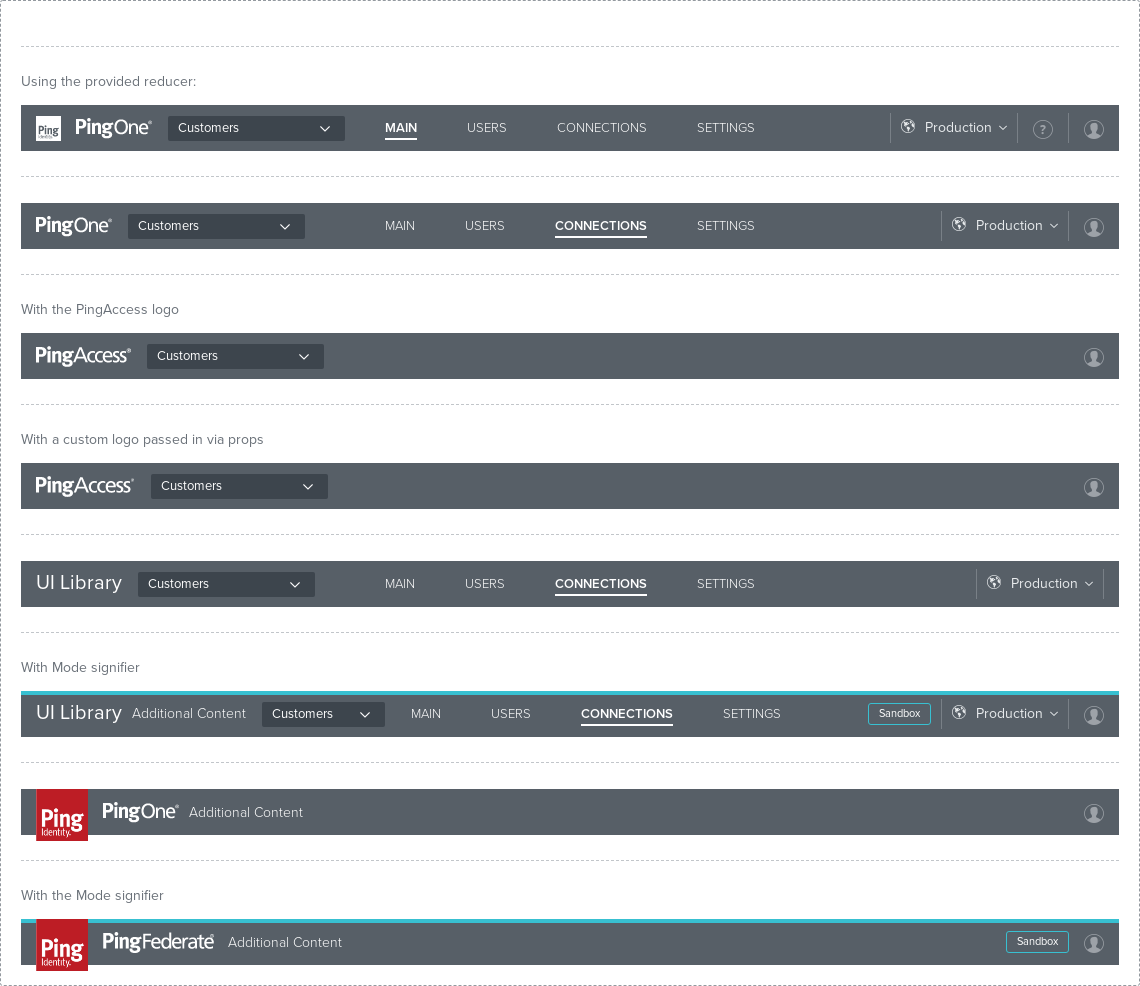 Using the provided reducer:
Ping Identity. PingOne® Customers MAIN USERS CONNECTIONS SETTINGS Production ?
PingOne® Customers MAIN USERS CONNECTIONS SETTINGS Production
With the PingAccess logo
PingAccess® Customers
With a custom logo passed in via props
PingAccess® Customers
UI Library Customers MAIN USERS CONNECTIONS SETTINGS Production
With Mode signifier
UI Library Additional Content Customers MAIN USERS CONNECTIONS SETTINGS Sandbox Production
Ping Identity. PingOne® Additional Content
With the Mode signifier
Ping Identity. PingFederate® Additional Content Sandbox